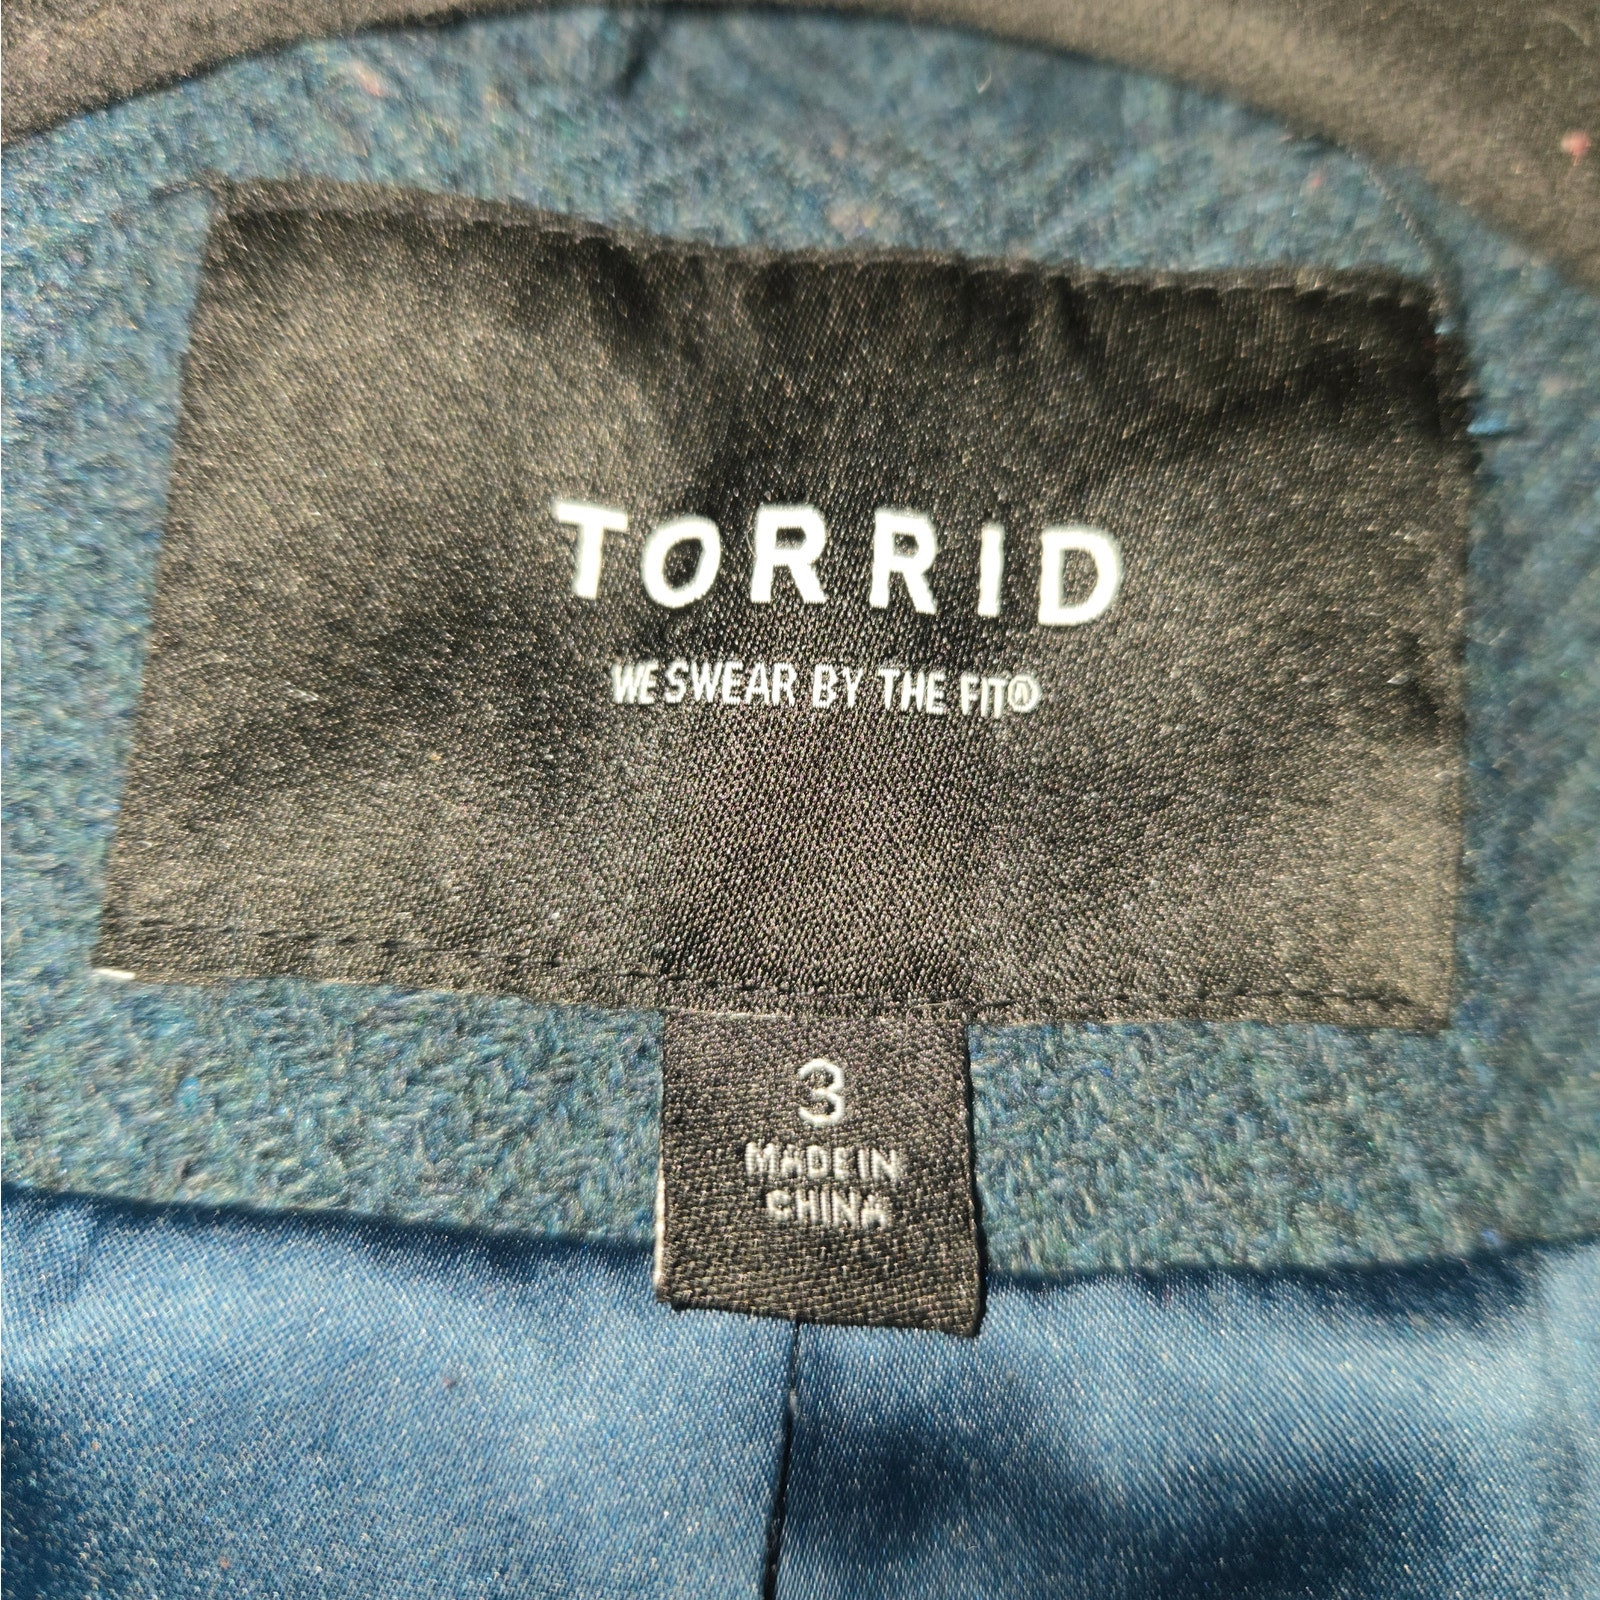 TORRID
WE SWEAR BY THE FIT®
3
MADE IN
CHINA